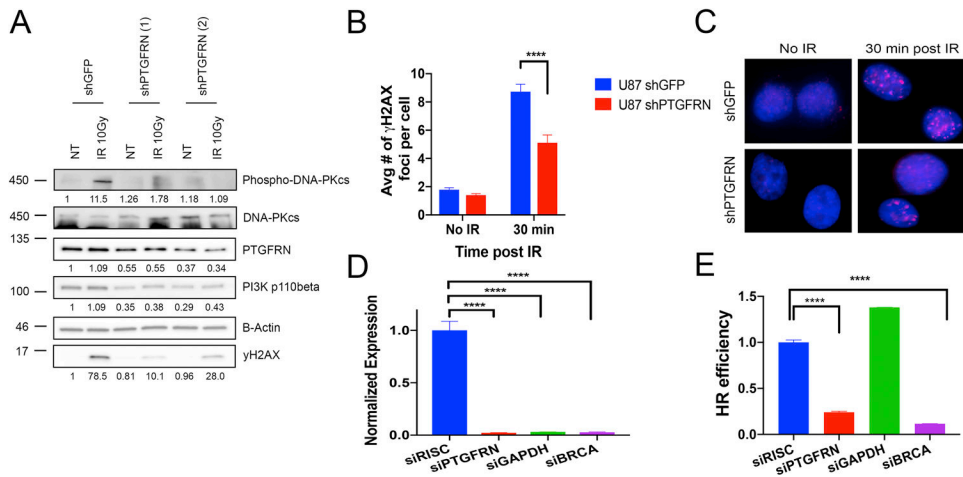 A
shGFP
shPTGFRN (1)
shPTGFRN (2)
NT
IR 10Gy
NT
IR 10Gy
NT
IR 10Gy
450
Phospho-DNA-PKcs
1 11.5 1.26 1.78 1.18 1.09
450
DNA-PKcs
135
PTGFRN
1 1.09 0.55 0.55 0.37 0.34
100
PI3K p110beta
1 1.09 0.35 0.38 0.29 0.43
46
B-Actin
17
yH2AX
1 78.5 0.81 10.1 0.96 28.0
B
Avg # of γH2AX
foci per cell
10
8
6
4
2
0
****
No IR
30 min
Time post IR
U87 shGFP
U87 shPTGFRN
C
No IR
30 min post IR
shGFP
shPTGFRN
D
Normalized Expression
1.0
0.5
0.0
****
****
****
siRISC
siPTGFRN
siGAPDH
siBRCA
E
HR efficiency
1.5
1.0
0.5
0.0
****
****
siRISC
siPTGFRN
siGAPDH
siBRCA